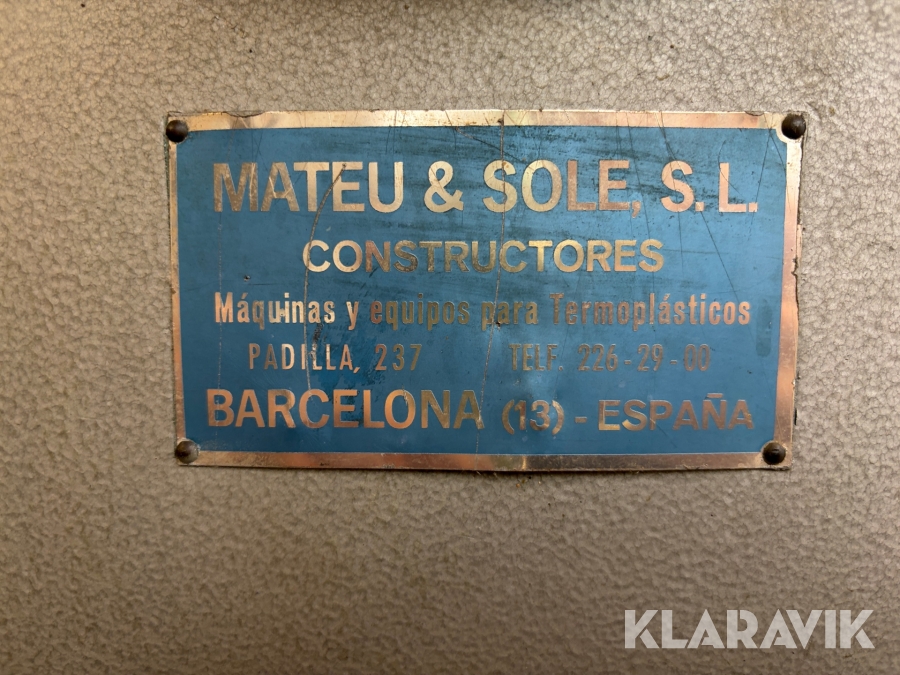 MATEU & SOLE, S. L.
CONSTRUCTORES
Máquinas y equipos para Termoplásticos
PADILLA, 237 TELF. 226-29-00
BARCELONA (13) - ESPAÑA
KLARAVIK